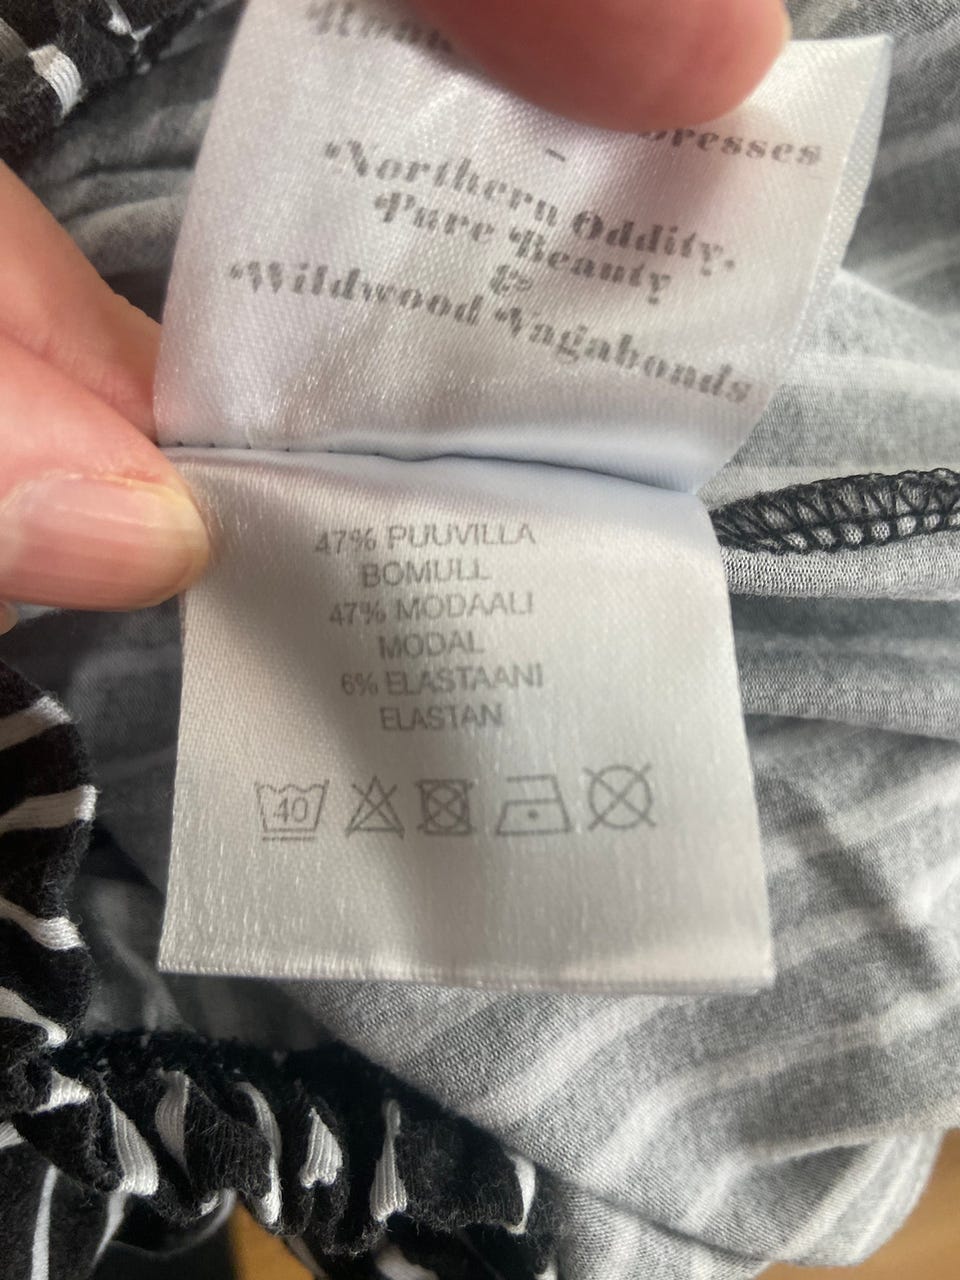 Dresses
-
Northern Oddity,
Pure Beauty
&
Wildwood Vagabonds
47% PUUVILLA
BOMULL
47% MODAALI
MODAL
6% ELASTAANI
ELASTAN
40